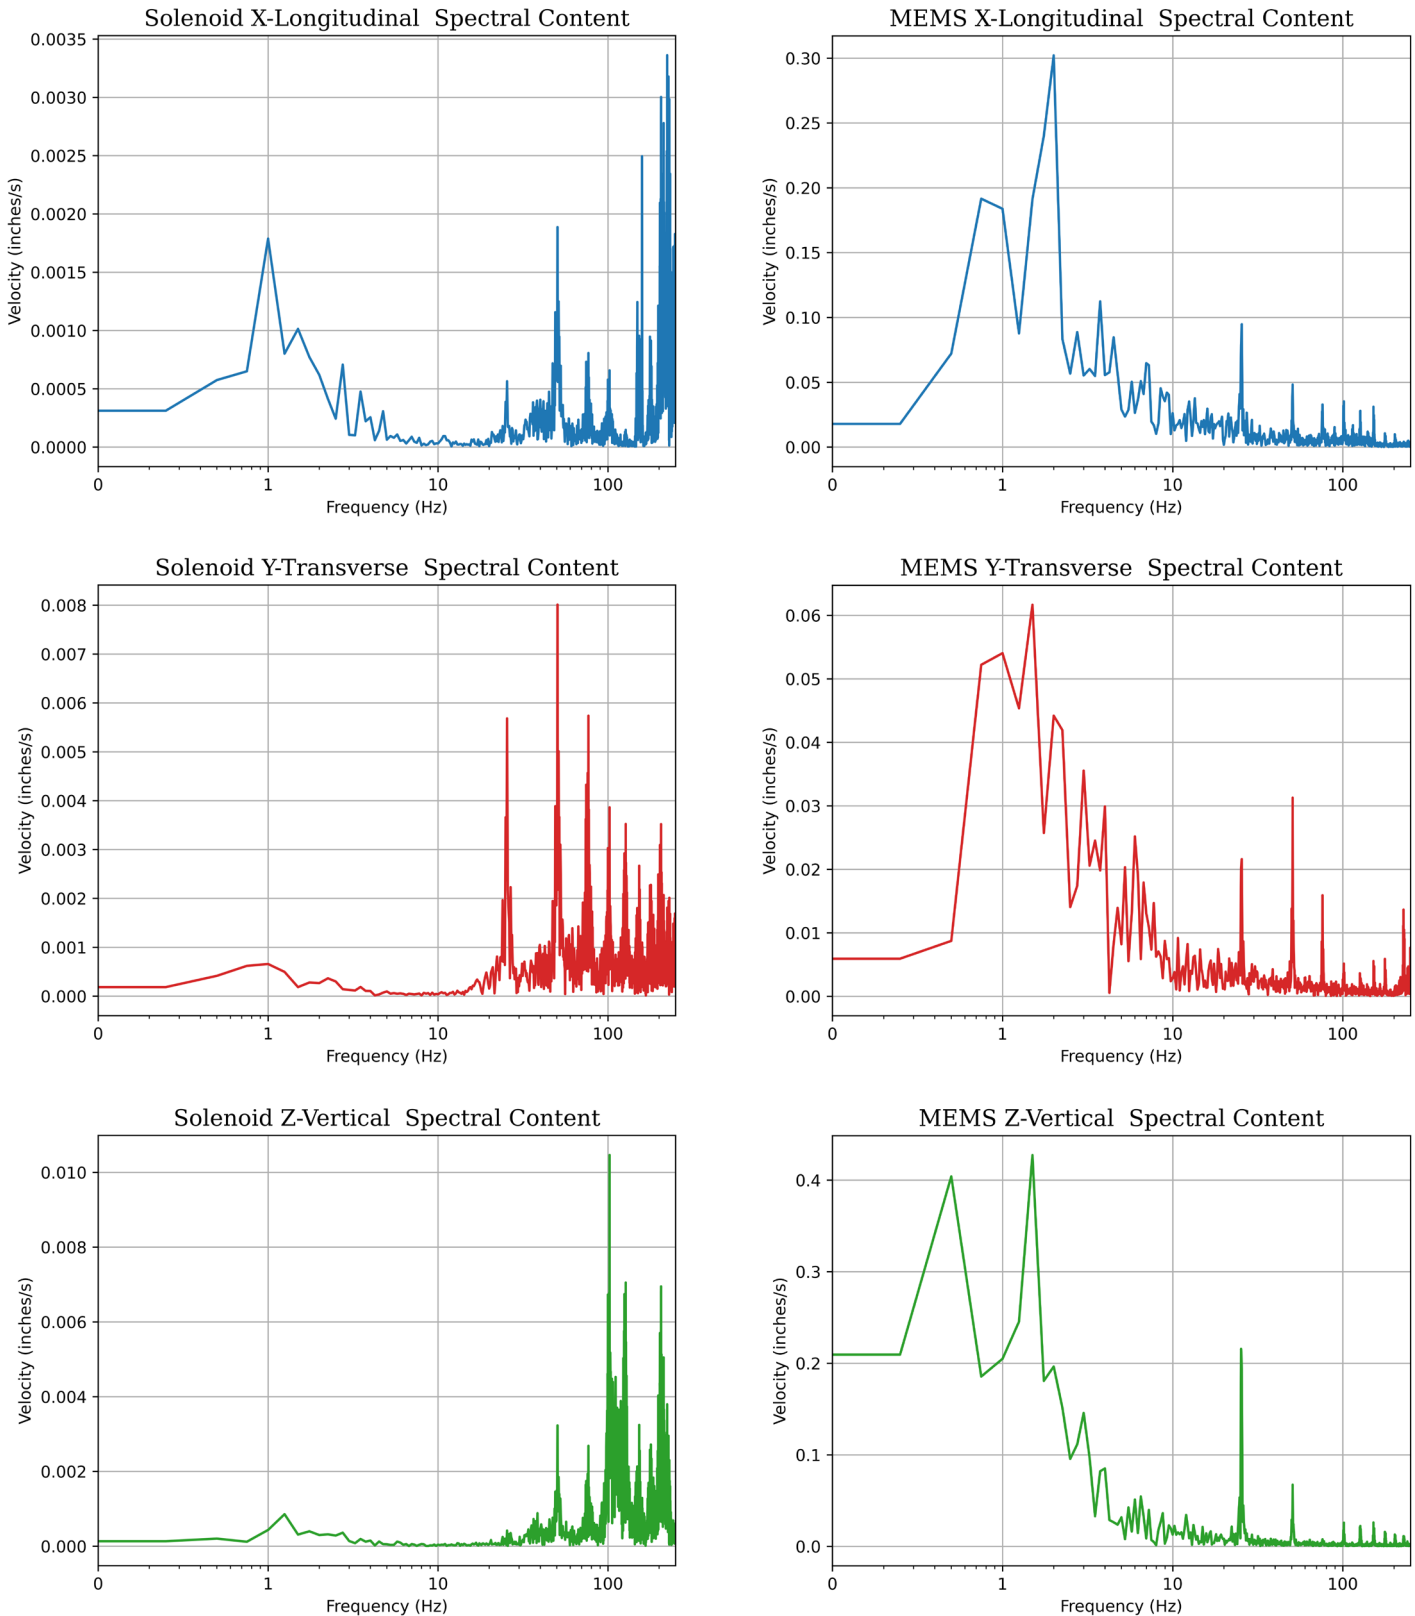 Solenoid X-Longitudinal  Spectral Content
0.0035
0.0030
0.0025
0.0020
0.0015
0.0010
0.0005
0.0000
Velocity (inches/s)
0 1 10 100
Frequency (Hz)
MEMS X-Longitudinal  Spectral Content
0.30
0.25
0.20
0.15
0.10
0.05
0.00
Velocity (inches/s)
0 1 10 100
Frequency (Hz)
Solenoid Y-Transverse  Spectral Content
0.008
0.007
0.006
0.005
0.004
0.003
0.002
0.001
0.000
Velocity (inches/s)
0 1 10 100
Frequency (Hz)
MEMS Y-Transverse  Spectral Content
0.06
0.05
0.04
0.03
0.02
0.01
0.00
Velocity (inches/s)
0 1 10 100
Frequency (Hz)
Solenoid Z-Vertical  Spectral Content
0.010
0.008
0.006
0.004
0.002
0.000
Velocity (inches/s)
0 1 10 100
Frequency (Hz)
MEMS Z-Vertical  Spectral Content
0.4
0.3
0.2
0.1
0.0
Velocity (inches/s)
0 1 10 100
Frequency (Hz)